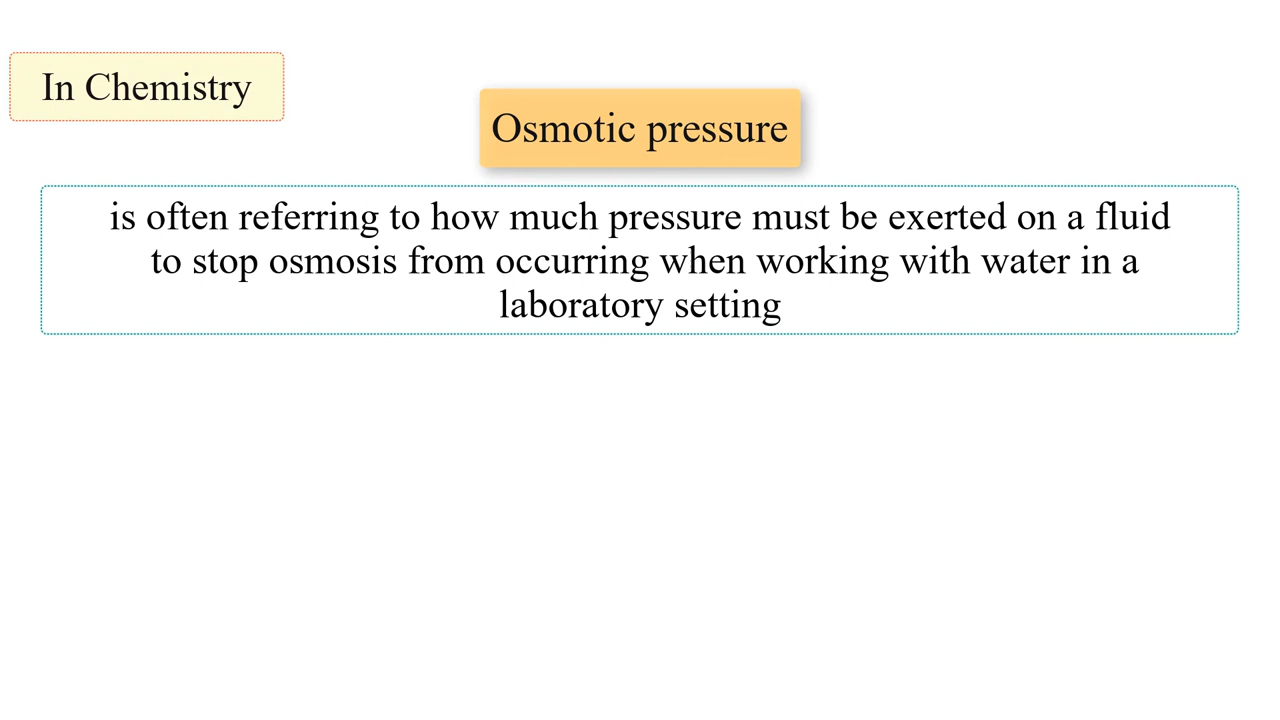 In Chemistry
Osmotic pressure
is often referring to how much pressure must be exerted on a fluid
to stop osmosis from occurring when working with water in a
laboratory setting